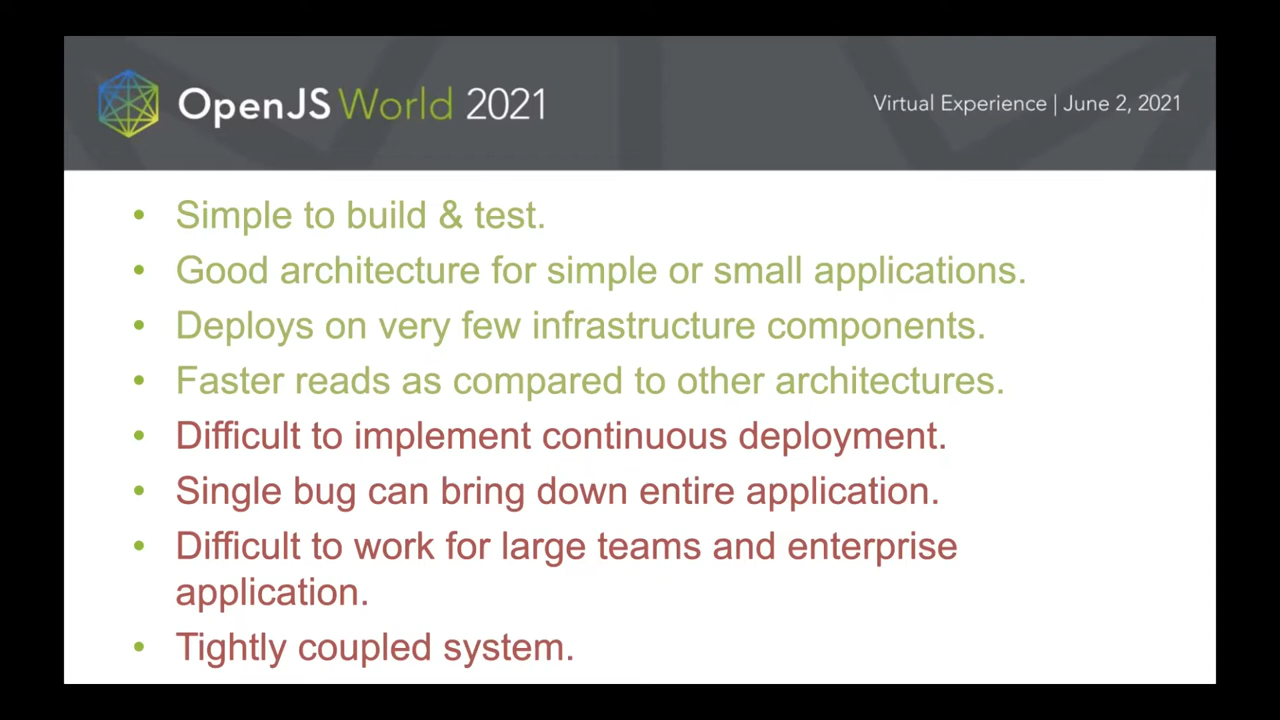 OpenJS World 2021
Virtual Experience | June 2, 2021
• Simple to build & test.
• Good architecture for simple or small applications.
• Deploys on very few infrastructure components.
• Faster reads as compared to other architectures.
• Difficult to implement continuous deployment.
• Single bug can bring down entire application.
• Difficult to work for large teams and enterprise
application.
• Tightly coupled system.